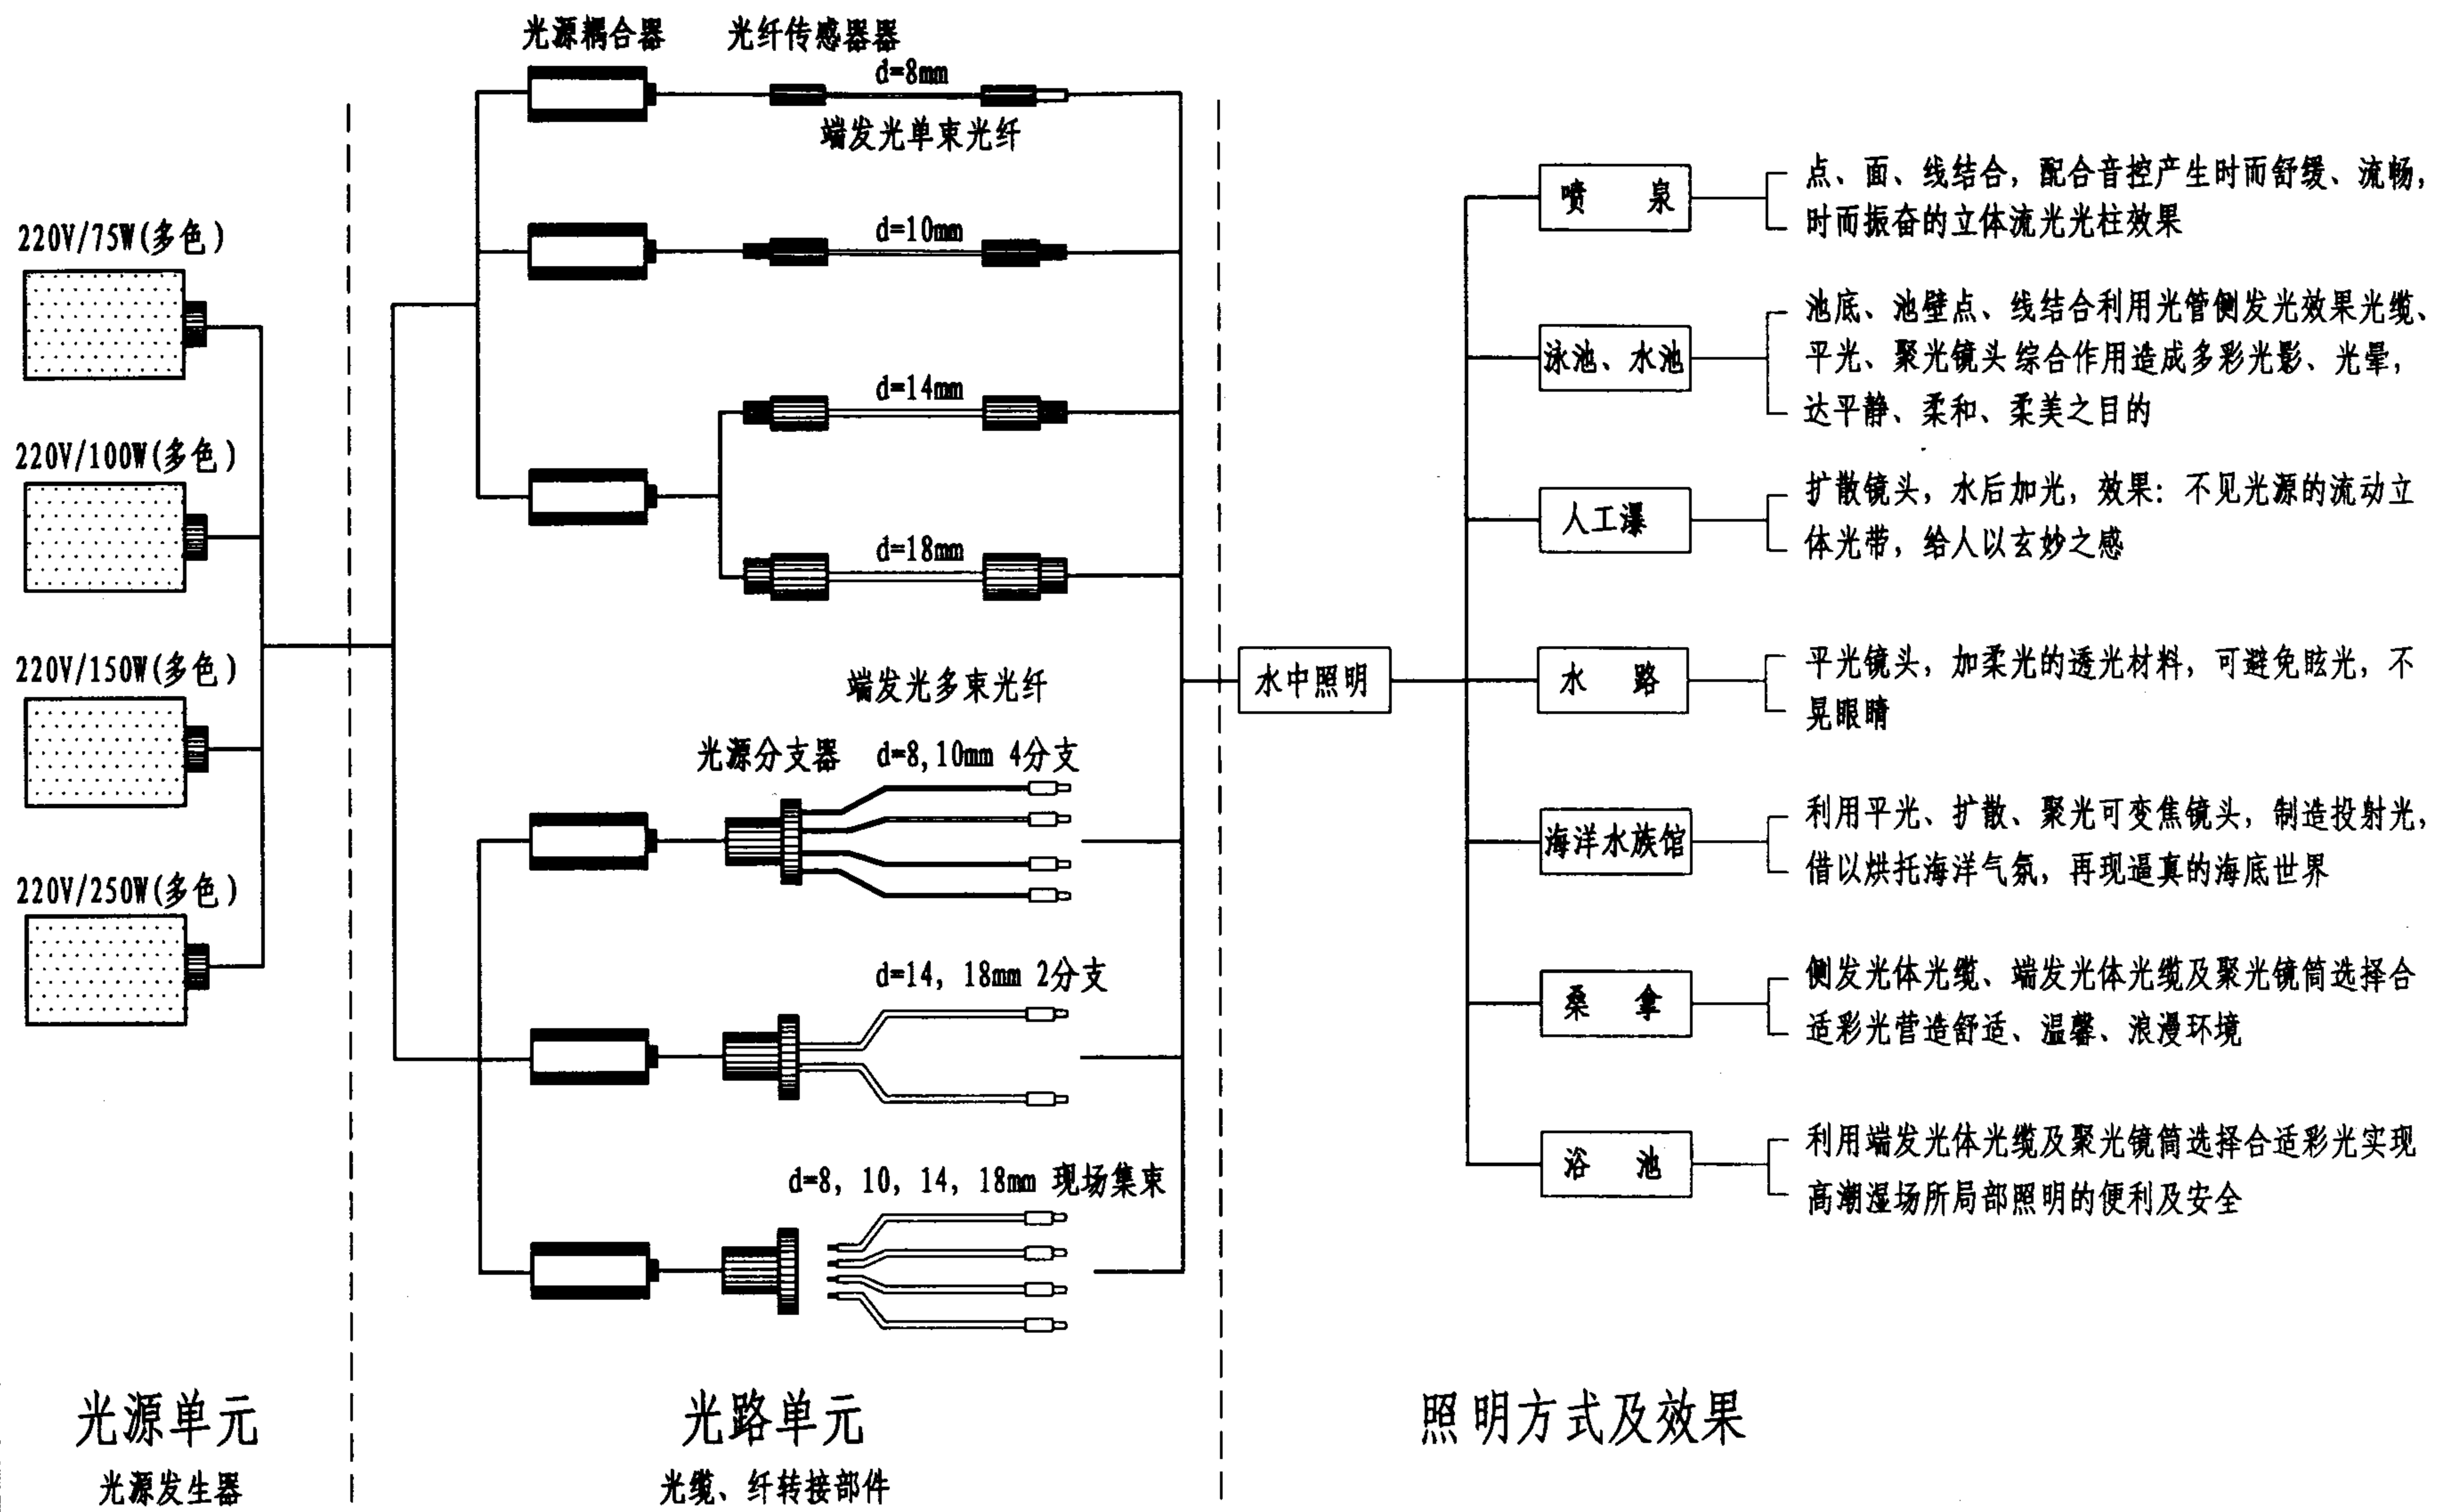 光源耦合器
光纤传感器器
d=8mm
端发光单束光纤
d=10mm
d=14mm
d=18mm
220V/75W(多色)
220V/100W(多色)
220V/150W(多色)
220V/250W(多色)
端发光多束光纤
光源分支器
d=8,10mm 4分支
d=14, 18mm 2分支
d=8, 10, 14, 18mm 现场集束
水中照明
喷 泉
点、面、线结合，配合音控产生时而舒缓、流畅，
时而振奋的立体流光光柱效果
泳池、水池
池底、池壁点、线结合利用光管侧发光效果光缆、
平光、聚光镜头综合作用造成多彩光影、光晕，
达平静、柔和、柔美之目的
人工瀑
扩散镜头，水后加光，效果：不见光源的流动立
体光带，给人以玄妙之感
水 路
平光镜头，加柔光的透光材料，可避免眩光，不
晃眼睛
海洋水族馆
利用平光、扩散、聚光可变焦镜头，制造投射光，
借以烘托海洋气氛，再现逼真的海底世界
桑 拿
侧发光体光缆、端发光体光缆及聚光镜筒选择合
适彩光营造舒适、温馨、浪漫环境
浴 池
利用端发光体光缆及聚光镜筒选择合适彩光实现
高潮湿场所局部照明的便利及安全
光源单元
光源发生器
光路单元
光缆、纤转接部件
照明方式及效果